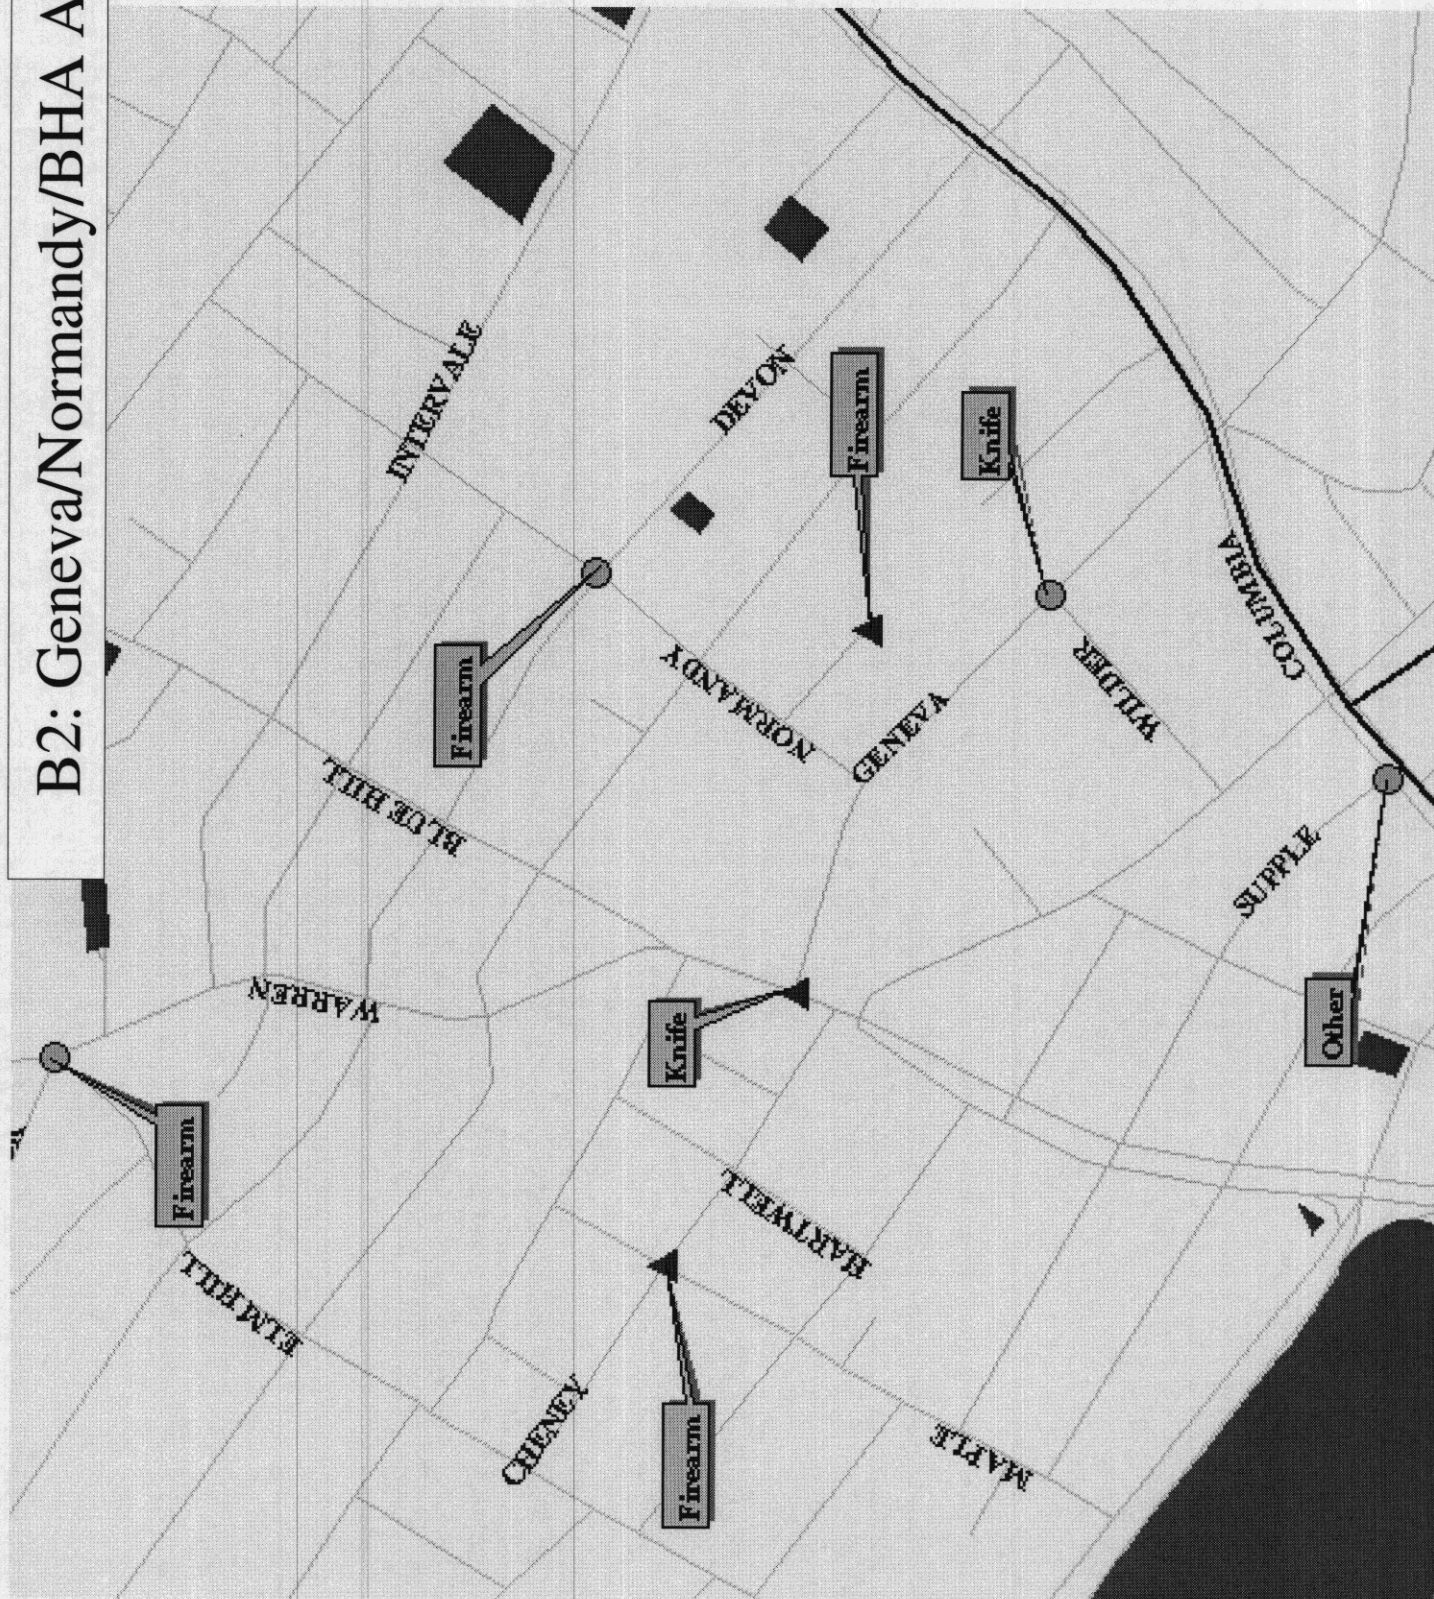 B2: Geneva/Normandy/BHA A
Firearm
ELM HILL
WARREN
BLUE HILL
Firearm
INTERVALE
CHENEY
Firearm
HARTWELL
Knife
NORMANDY
DEVON
Firearm
GENEVA
Knife
WILDER
MAPLE
COLUMBIA
SUPPLE
Other